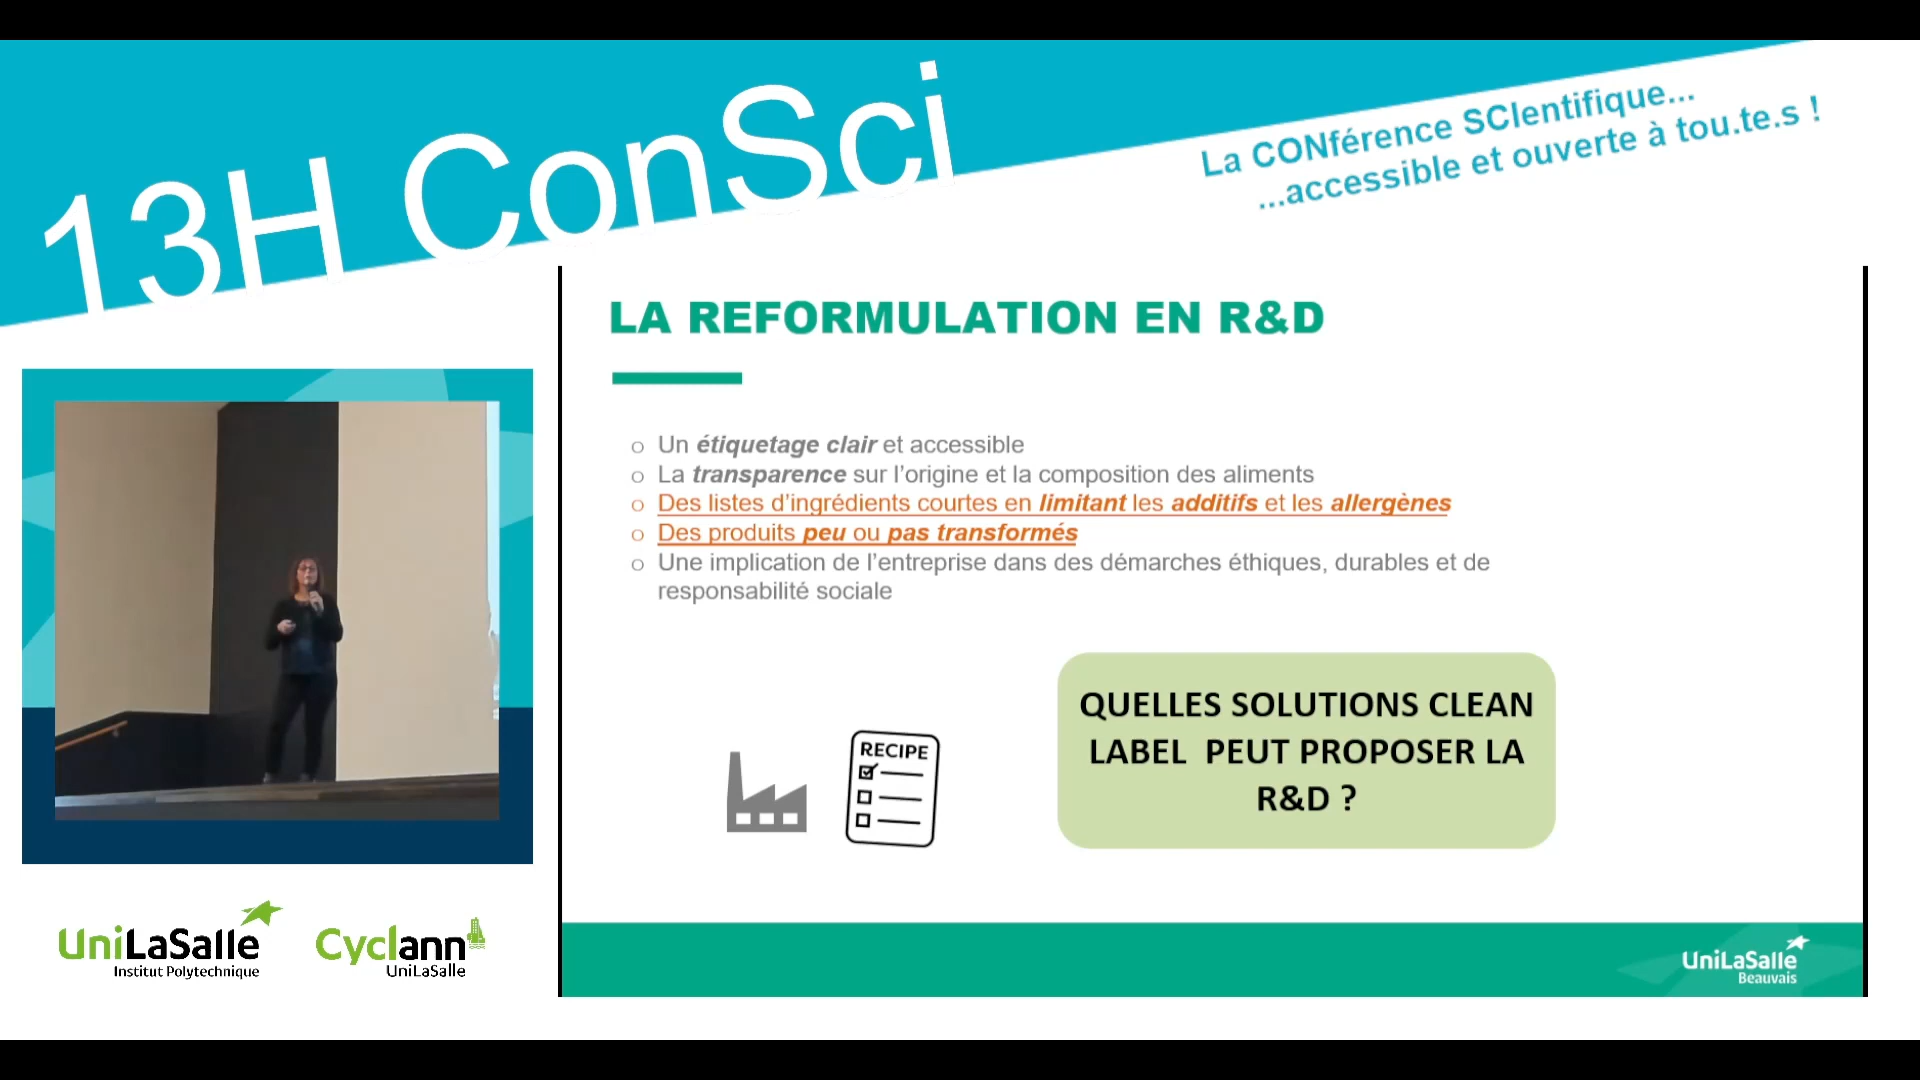 13H ConSci
La CONférence SCIentifique...
...accessible et ouverte à tou.te.s !
LA REFORMULATION EN R&D
o Un étiquetage clair et accessible
o La transparence sur l’origine et la composition des aliments
o Des listes d’ingrédients courtes en limitant les additifs et les allergènes
o Des produits peu ou pas transformés
o Une implication de l’entreprise dans des démarches éthiques, durables et de
responsabilité sociale
RECIPE
QUELLES SOLUTIONS CLEAN
LABEL PEUT PROPOSER LA
R&D ?
UniLaSalle
Institut Polytechnique
Cyclann
UniLaSalle
UniLaSalle
Beauvais